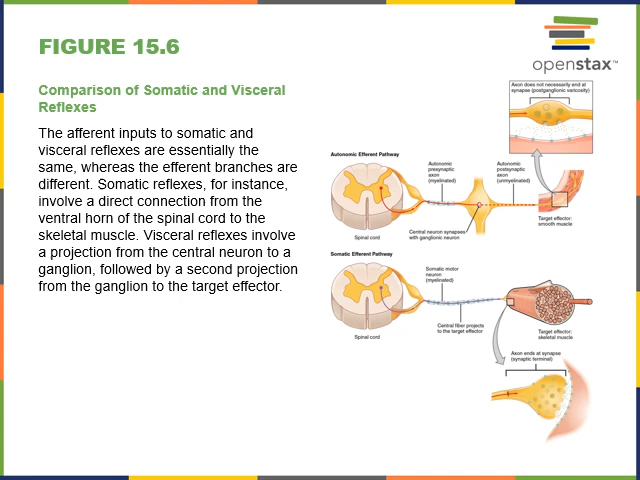 FIGURE 15.6
openstax™
Comparison of Somatic and Visceral
Reflexes
The afferent inputs to somatic and
visceral reflexes are essentially the
same, whereas the efferent branches are
different. Somatic reflexes, for instance,
involve a direct connection from the
ventral horn of the spinal cord to the
skeletal muscle. Visceral reflexes involve
a projection from the central neuron to a
ganglion, followed by a second projection
from the ganglion to the target effector.
Axon does not necessarily end at
synapse (postganglionic varicosity)
Autonomic Efferent Pathway
Autonomic
presynaptic
axon
(myelinated)
Autonomic
postsynaptic
axon
(unmyelinated)
Target effector:
smooth muscle
Spinal cord
Central neuron synapses
with ganglionic neuron
Somatic Efferent Pathway
Somatic motor
neuron
(myelinated)
Spinal cord
Central fiber projects
to the target effector
Target effector:
skeletal muscle
Axon ends at synapse
(synaptic terminal)